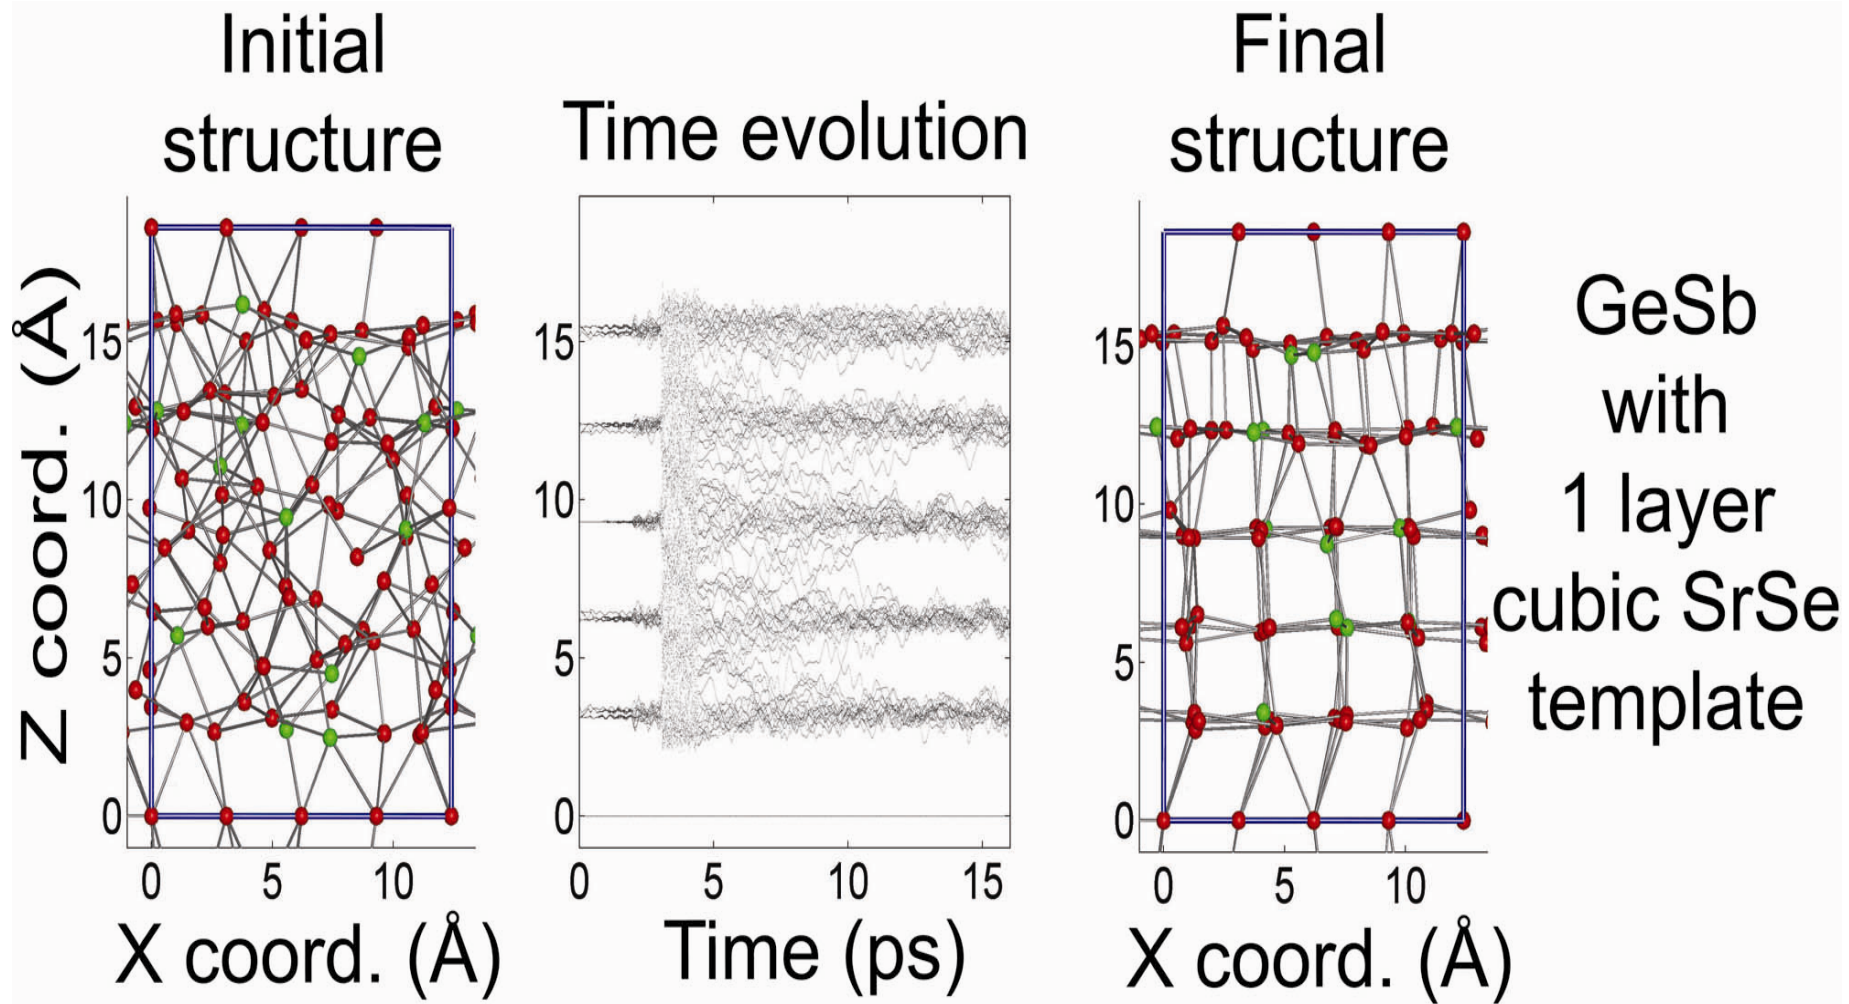 Initial
structure
Time evolution
Final
structure
Z coord. (Å)
15
10
5
0
0 5 10
X coord. (Å)
15
10
5
0
0 5 10 15
Time (ps)
15
10
5
0
0 5 10
X coord. (Å)
GeSb
with
1 layer
cubic SrSe
template